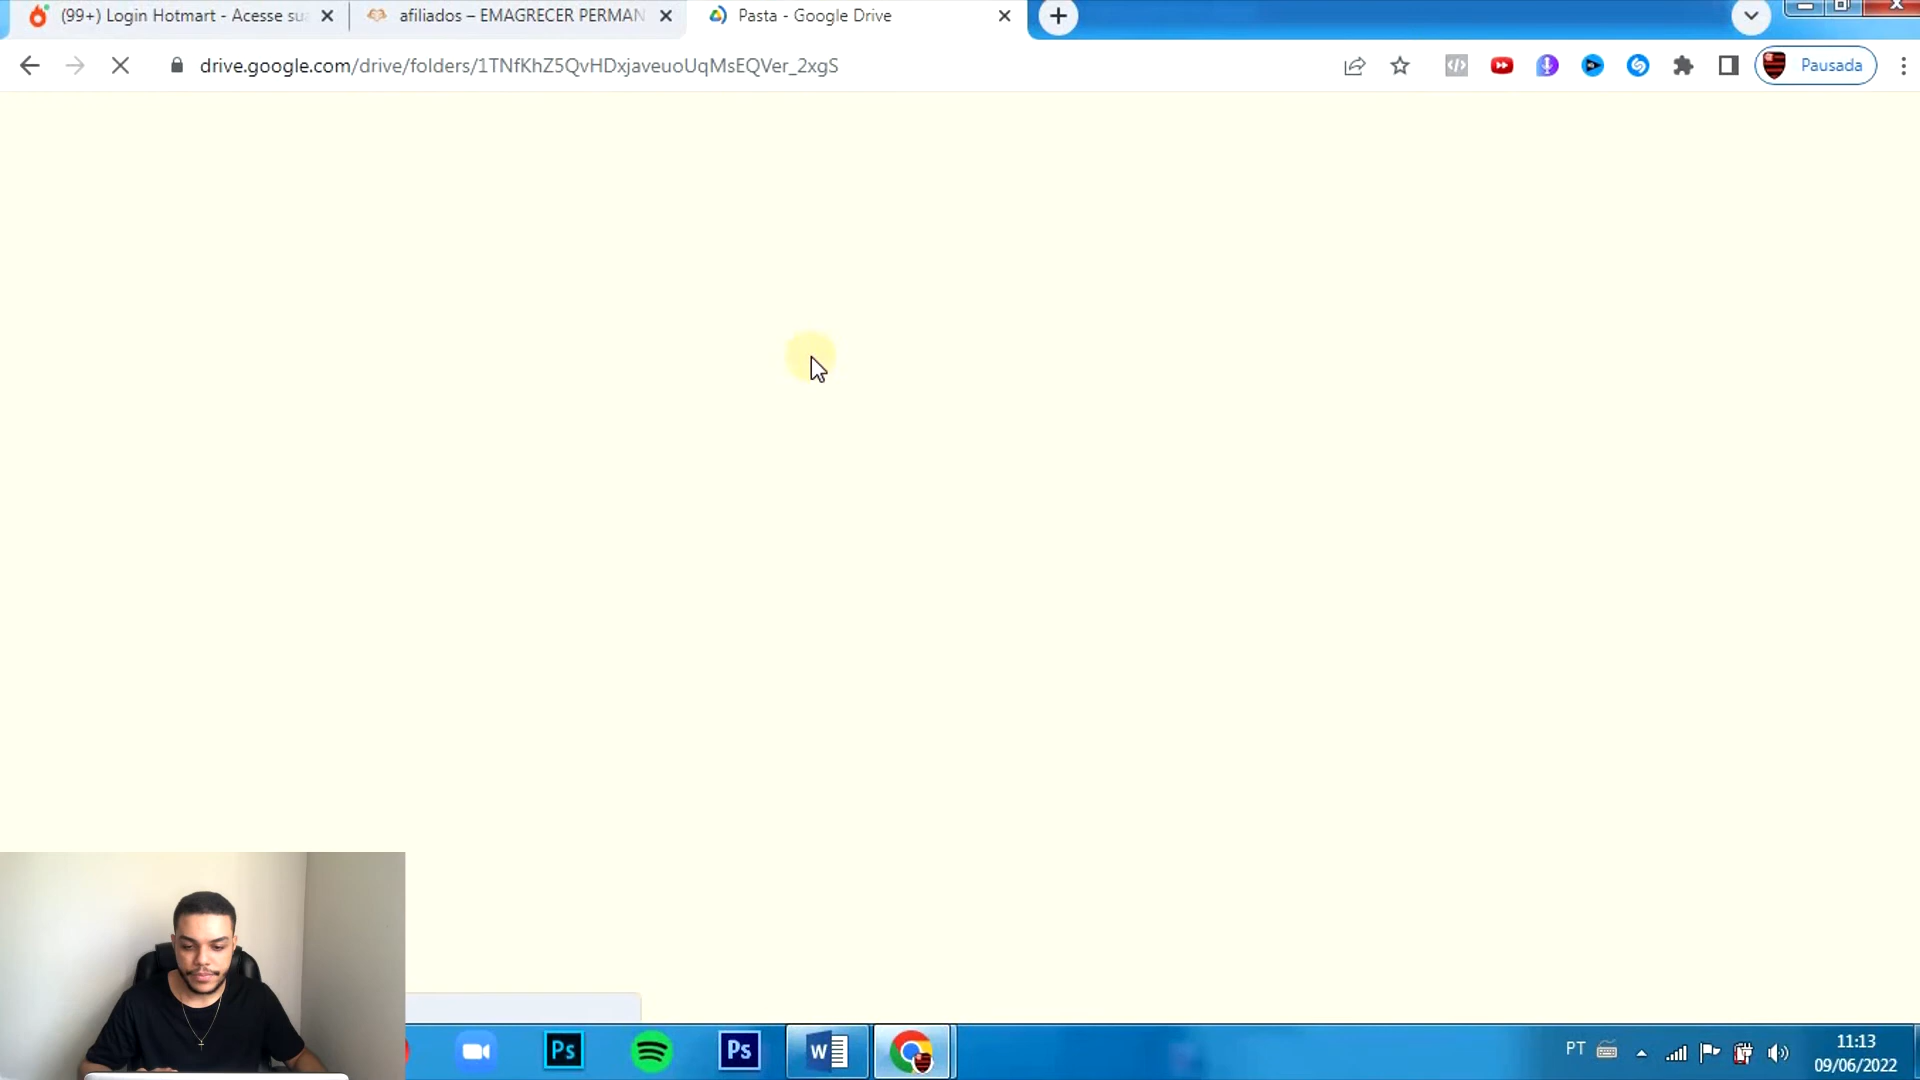 (99+) Login Hotmart - Acesse sua
afiliados – EMAGRECER PERMAN
Pasta - Google Drive
drive.google.com/drive/folders/1TNfKhZ5QvHDxjaveuoUqMsEQVer_2xgS
Pausada
Ps
Ps
W
PT
11:13
09/06/2022